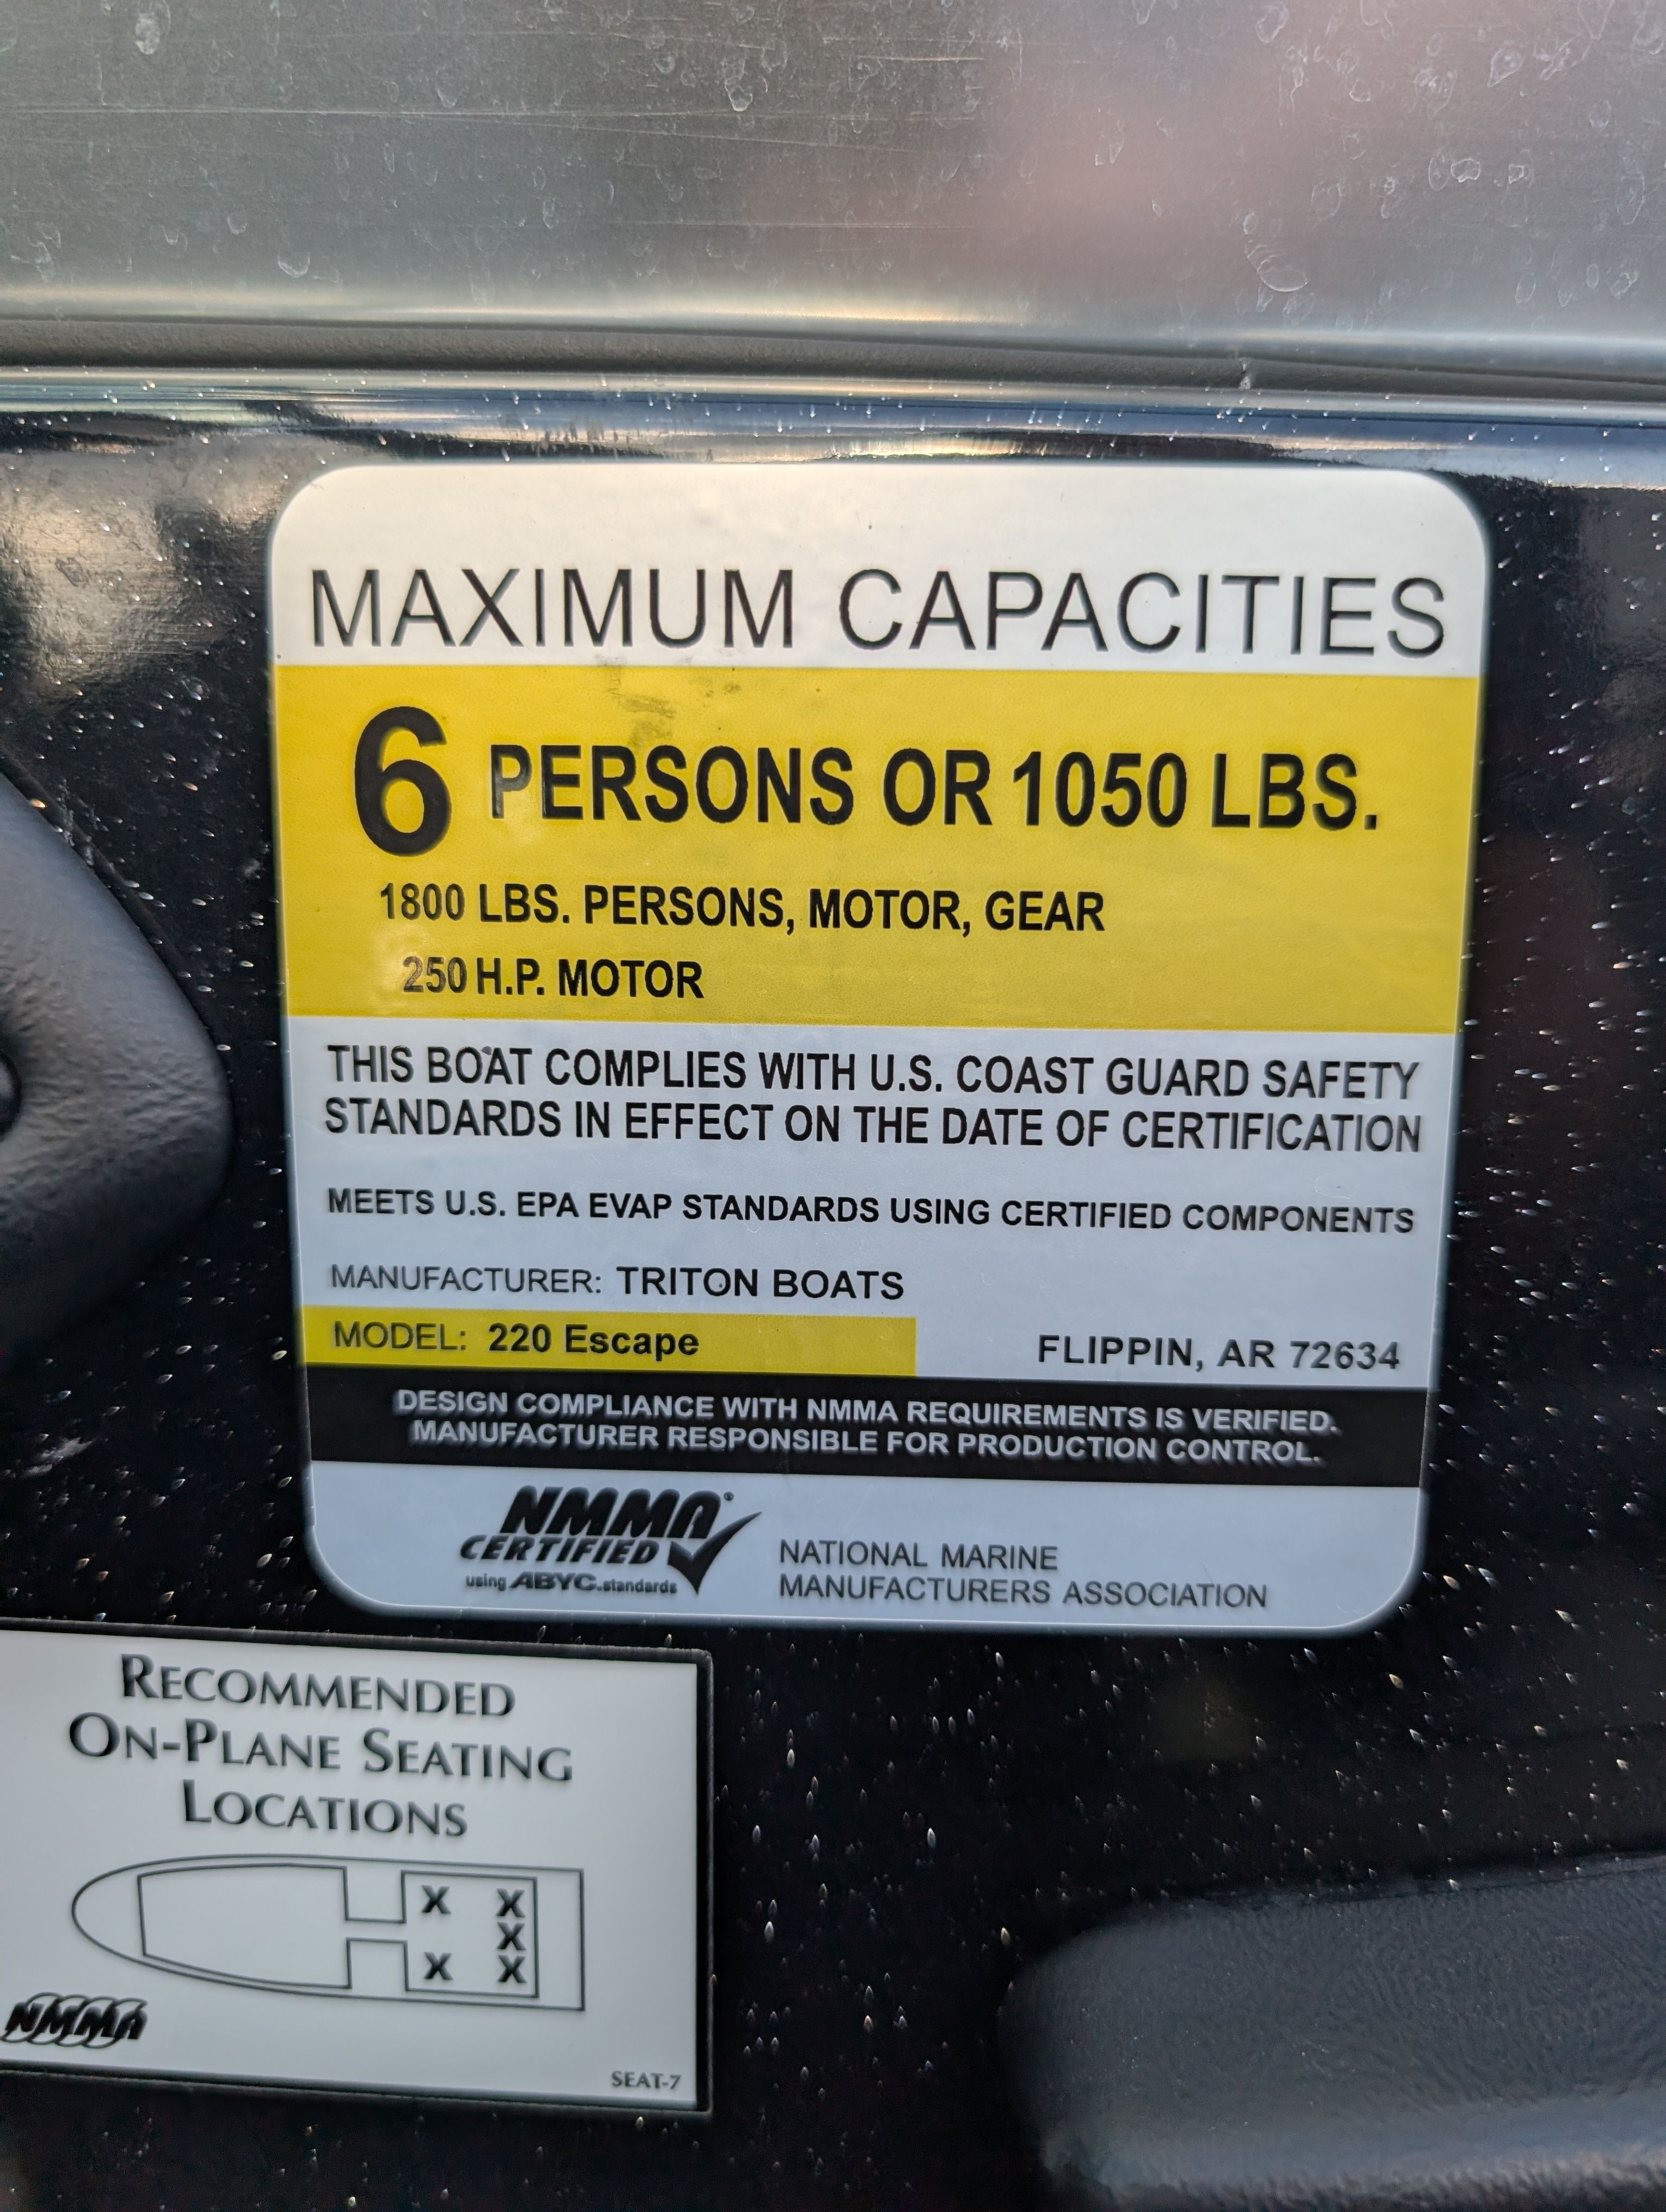 MAXIMUM CAPACITIES
6 PERSONS OR 1050 LBS.
1800 LBS. PERSONS, MOTOR, GEAR
250 H.P. MOTOR
THIS BOAT COMPLIES WITH U.S. COAST GUARD SAFETY
STANDARDS IN EFFECT ON THE DATE OF CERTIFICATION
MEETS U.S. EPA EVAP STANDARDS USING CERTIFIED COMPONENTS
MANUFACTURER: TRITON BOATS
MODEL: 220 Escape
FLIPPIN, AR 72634
DESIGN COMPLIANCE WITH NMMA REQUIREMENTS IS VERIFIED.
MANUFACTURER RESPONSIBLE FOR PRODUCTION CONTROL.
NMMA®
CERTIFIED
using ABYC.standards
NATIONAL MARINE
MANUFACTURERS ASSOCIATION
RECOMMENDED
ON-PLANE SEATING
LOCATIONS
X X
X
X X
NMMA
SEAT-7